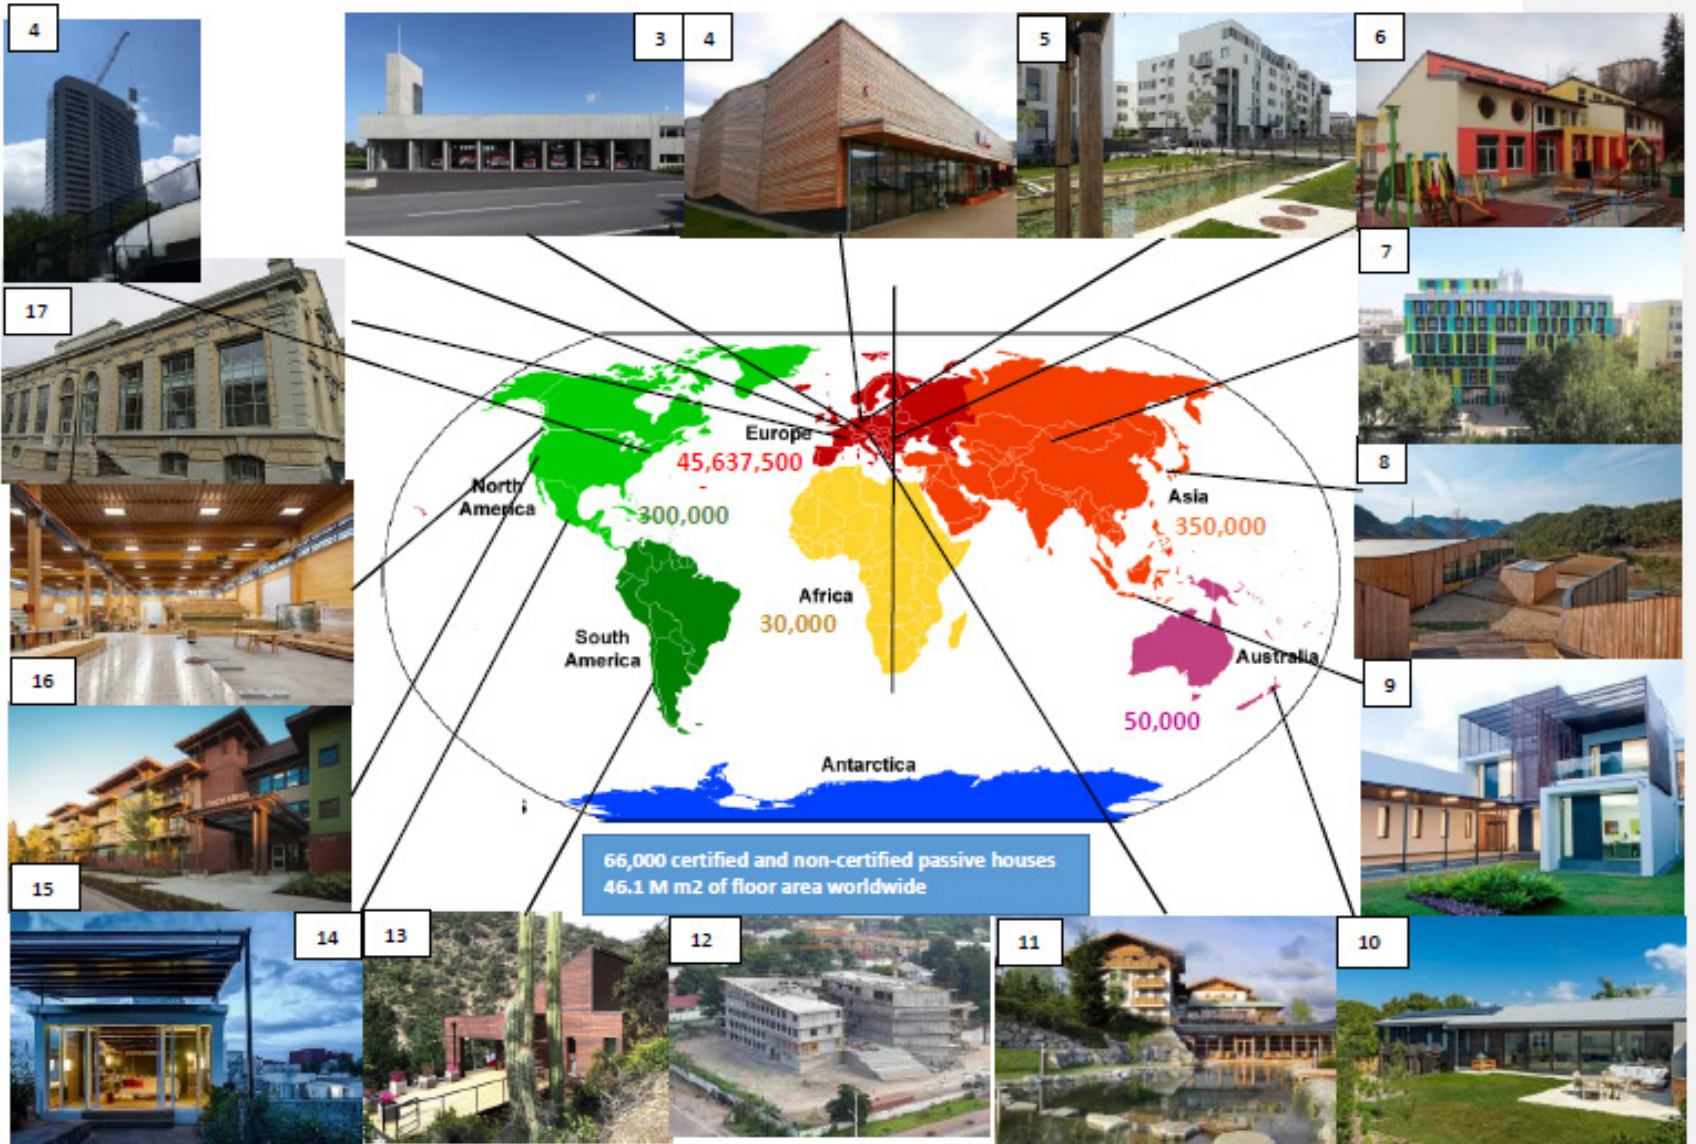 4
3
4
5
6
17
7
8
Europe
45,637,500
North
America
300,000
Asia
350,000
Africa
30,000
South
America
Australia
50,000
16
9
Antarctica
66,000 certified and non-certified passive houses
46.1 M m2 of floor area worldwide
15
14
13
12
11
10